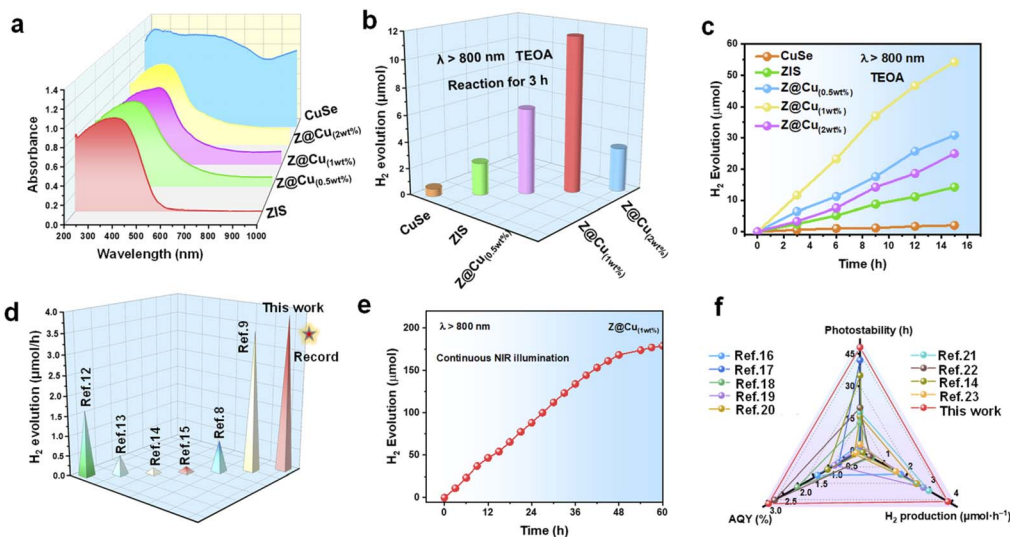 a
Absorbance
1.4
1.2
1.0
0.8
0.6
0.4
0.2
0.0
200 300 400 500 600 700 800 900 1000
Wavelength (nm)
CuSe
Z@Cu(2wt%)
Z@Cu(1wt%)
Z@Cu(0.5wt%)
ZIS
b
λ > 800 nm TEOA
Reaction for 3 h
H₂ evolution (μmol)
12
10
8
6
4
2
0
CuSe
ZIS
Z@Cu(0.5wt%)
Z@Cu(1wt%)
Z@Cu(2wt%)
c
CuSe
ZIS
Z@Cu(0.5wt%)
Z@Cu(1wt%)
Z@Cu(2wt%)
λ > 800 nm
TEOA
H₂ Evolution (μmol)
60
50
40
30
20
10
0
0 2 4 6 8 10 12 14 16
Time (h)
d
H₂ evolution (μmol/h)
4.0
3.5
3.0
2.5
2.0
1.5
1.0
0.5
0.0
Ref.12
Ref.13
Ref.14
Ref.15
Ref.8
Ref.9
This work
Record
e
λ > 800 nm
Z@Cu(1wt%)
Continuous NIR illumination
H₂ Evolution (μmol)
200
150
100
50
0
0 12 24 36 48 60
Time (h)
f
Photostability (h)
Ref.16
Ref.17
Ref.18
Ref.19
Ref.20
Ref.21
Ref.22
Ref.14
Ref.23
This work
45
30
15
0.5
1.0
1.5
2.0
2.5
3.0
1
2
3
4
AQY (%)
H₂ production (μmol·h⁻¹)